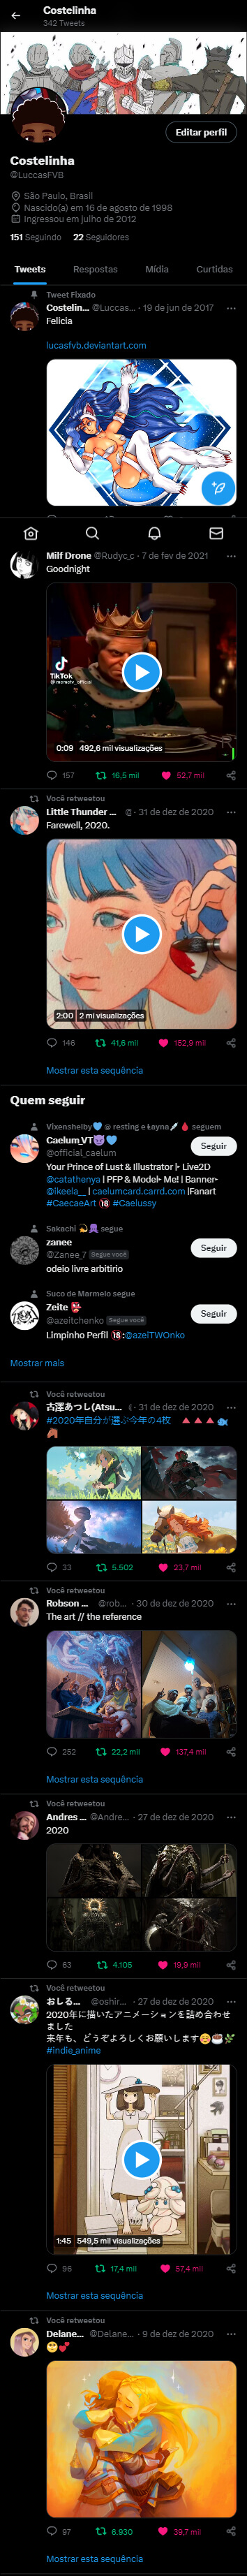 Costelinha
342 Tweets
Editar perfil
Costelinha
@LuccasFVB
São Paulo, Brasil
Nascido(a) em 16 de agosto de 1998
Ingressou em julho de 2012
151 Seguindo 22 Seguidores
Tweets Respostas Mídia Curtidas
Tweet Fixado
Costelin... @Luccas... · 19 de jun de 2017
Felicia
lucasfvb.deviantart.com
Milf Drone @Rudyc_c · 7 de fev de 2021
Goodnight
TikTok
0:09 492,6 mil visualizações
157 16,5 mil 52,7 mil
Você retweetou
Little Thunder ... · 31 de dez de 2020
Farewell, 2020.
2:00 2 mi visualizações
146 41,6 mil 152,9 mil
Mostrar esta sequência
Quem seguir
Vixenshelby💙 @ resting e Łayna💉🩸 seguem
Caelum_VT😈💙
@official_caelum
Seguir
Your Prince of Lust & Illustrator |• Live2D
@catathenya | PFP & Model• Me! | Banner•
@ikeela__ | caelumcard.carrd.com |Fanart
#CaecaeArt 🔞 #Caelussy
Sakachi segue
zanee
@Zanee_7 Segue você
Seguir
odeio livre arbitirio
Suco de Marmelo segue
Zeite 👺
@azeitchenko Segue você
Seguir
Limpinho Perfil 🔞:@azeiTWOnko
Mostrar mais
Você retweetou
古澤あつし(Atsu... · 31 de dez de 2020
#2020年自分が選ぶ今年の4枚 🔺🔺🔺🐟
🐴
33 5.502 23,7 mil
Você retweetou
Robson ... @rob... · 30 de dez de 2020
The art // the reference
252 22,2 mil 137,4 mil
Mostrar esta sequência
Você retweetou
Andres ... @Andre... · 27 de dez de 2020
2020
63 4.105 19,9 mil
Você retweetou
おしる... @oshir... · 27 de dez de 2020
2020年に描いたアニメーションを詰め合わせ
ました
来年も、どうぞよろしくお願いします☺️🍰🌿
#indie_anime
1:45 549,5 mil visualizações
96 17,4 mil 57,4 mil
Mostrar esta sequência
Você retweetou
Delane... @Delane... · 9 de dez de 2020
🥺💕
97 6.930 39,7 mil
Mostrar esta sequência